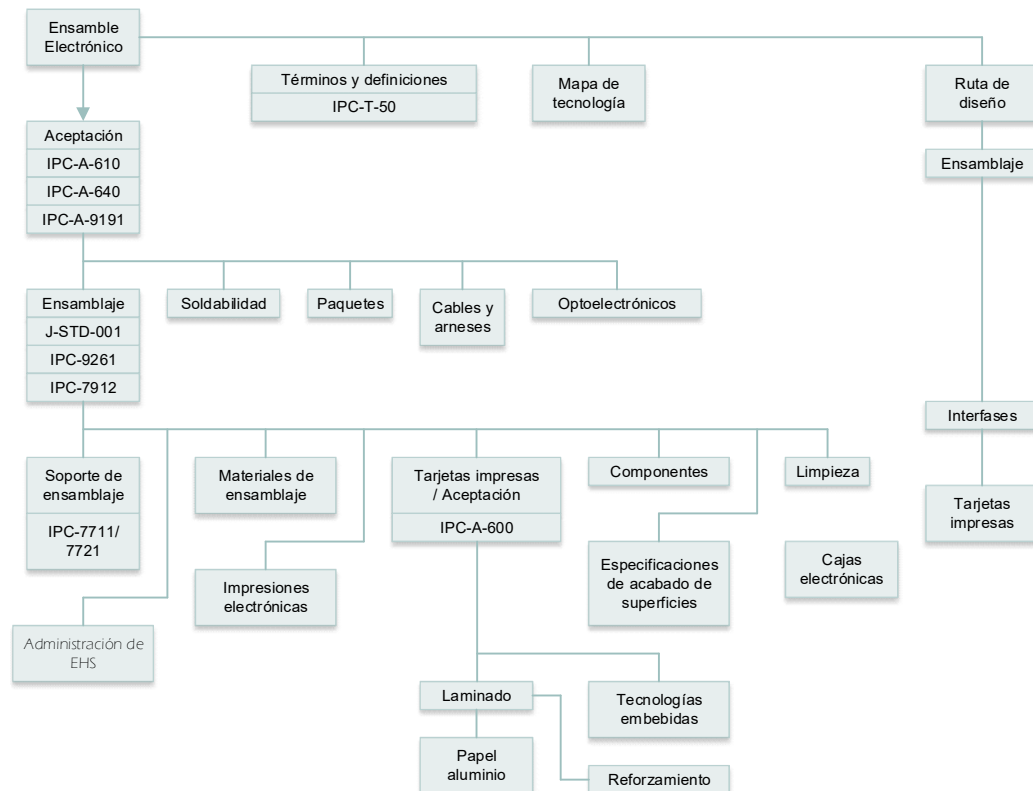 Ensamble
Electrónico
Términos y definiciones
IPC-T-50
Mapa de
tecnología
Ruta de
diseño
Aceptación
IPC-A-610
IPC-A-640
IPC-A-9191
Ensamblaje
Ensamblaje
J-STD-001
IPC-9261
IPC-7912
Soldabilidad
Paquetes
Cables y
arneses
Optoelectrónicos
Interfases
Soporte de
ensamblaje
IPC-7711/
7721
Materiales de
ensamblaje
Tarjetas impresas
/ Aceptación
IPC-A-600
Componentes
Limpieza
Tarjetas
impresas
Impresiones
electrónicas
Especificaciones
de acabado de
superficies
Cajas
electrónicas
Administración de
EHS
Laminado
Tecnologías
embebidas
Papel
aluminio
Reforzamiento